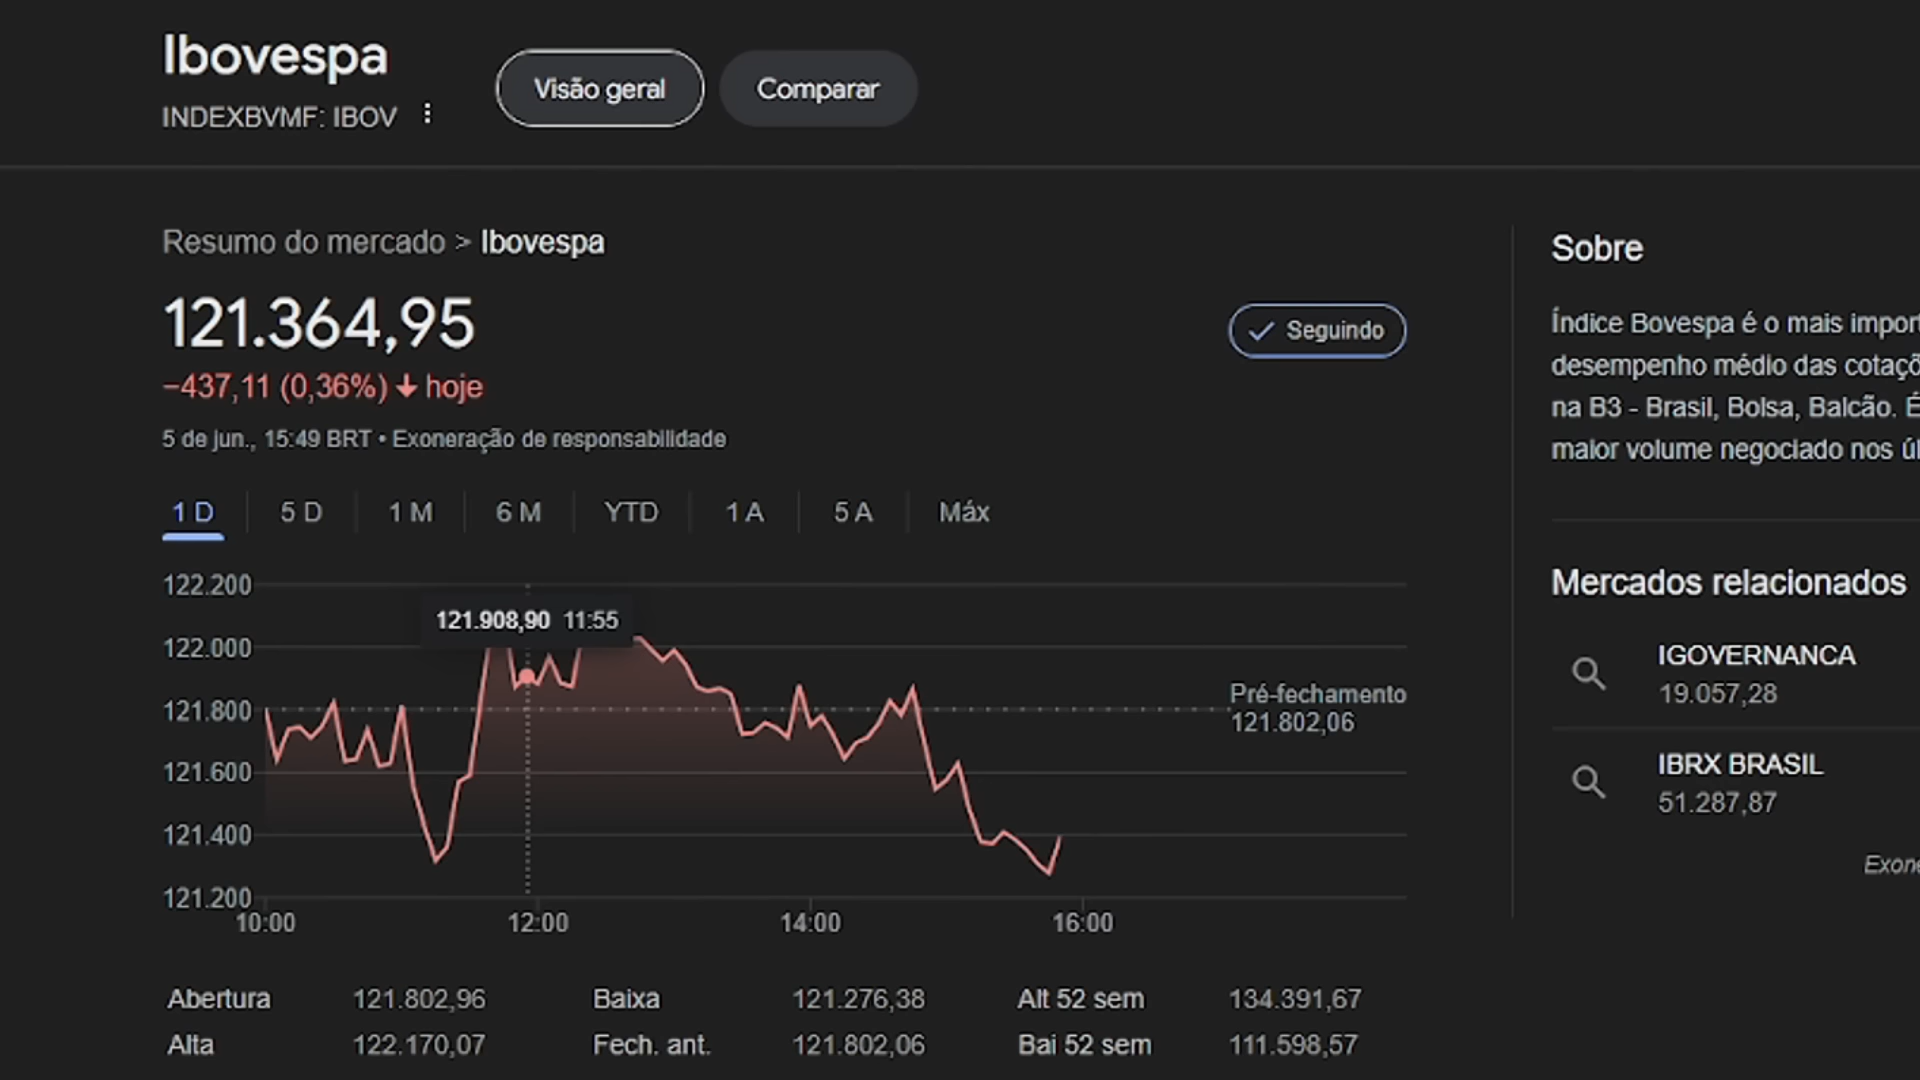 Ibovespa
INDEXBVMF: IBOV
Visão geral
Comparar
Resumo do mercado > Ibovespa
121.364,95
−437,11 (0,36%) ↓ hoje
5 de jun., 15:49 BRT • Exoneração de responsabilidade
✓ Seguindo
1 D
5 D
1 M
6 M
YTD
1 A
5 A
Máx
122.200
122.000
121.800
121.600
121.400
121.200
121.908,90 11:55
Pré-fechamento
121.802,06
10:00
12:00
14:00
16:00
Abertura 121.802,96 Baixa 121.276,38 Alt 52 sem 134.391,67
Alta 122.170,07 Fech. ant. 121.802,06 Bai 52 sem 111.598,57
Sobre
Índice Bovespa é o mais import
desempenho médio das cotaçõ
na B3 - Brasil, Bolsa, Balcão. É
maior volume negociado nos úl
Mercados relacionados
IGOVERNANCA
19.057,28
IBRX BRASIL
51.287,87
Exone